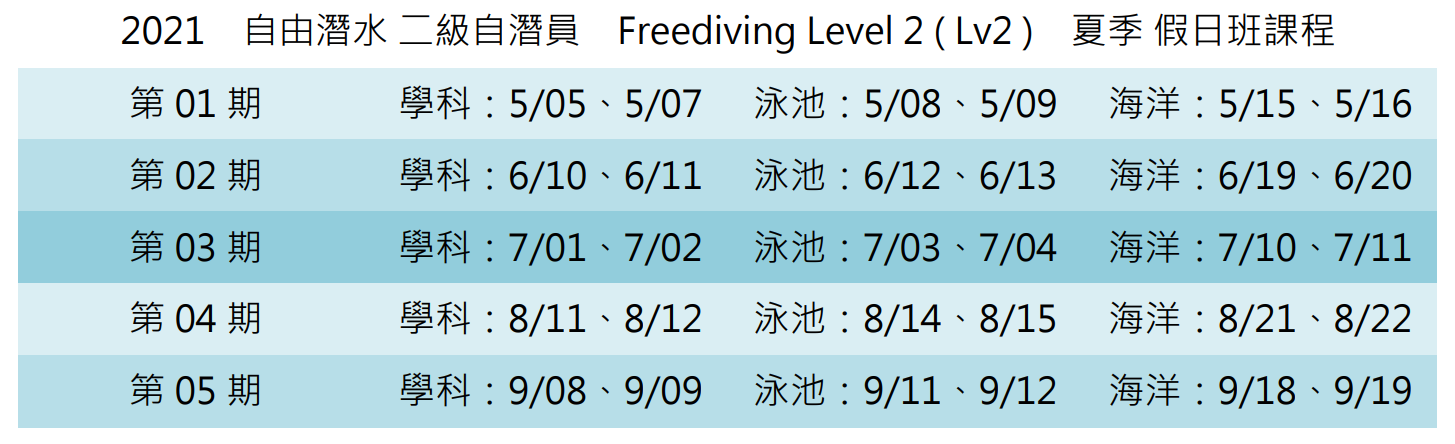 2021 自由潛水 二級自潛員 Freediving Level 2 ( Lv2 ) 夏季 假日班課程
第 01 期 學科：5/05、5/07 泳池：5/08、5/09 海洋：5/15、5/16
第 02 期 學科：6/10、6/11 泳池：6/12、6/13 海洋：6/19、6/20
第 03 期 學科：7/01、7/02 泳池：7/03、7/04 海洋：7/10、7/11
第 04 期 學科：8/11、8/12 泳池：8/14、8/15 海洋：8/21、8/22
第 05 期 學科：9/08、9/09 泳池：9/11、9/12 海洋：9/18、9/19